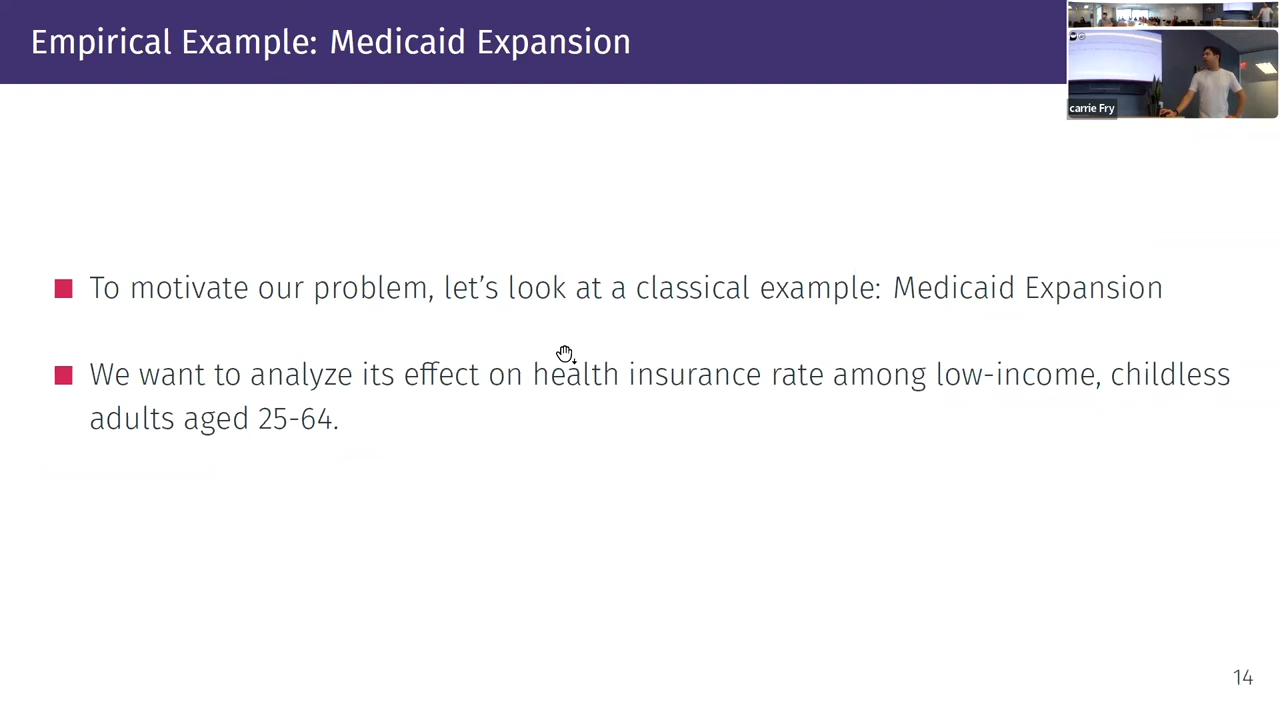 Empirical Example: Medicaid Expansion
carrie Fry
To motivate our problem, let's look at a classical example: Medicaid Expansion
We want to analyze its effect on health insurance rate among low-income, childless
adults aged 25-64.
14